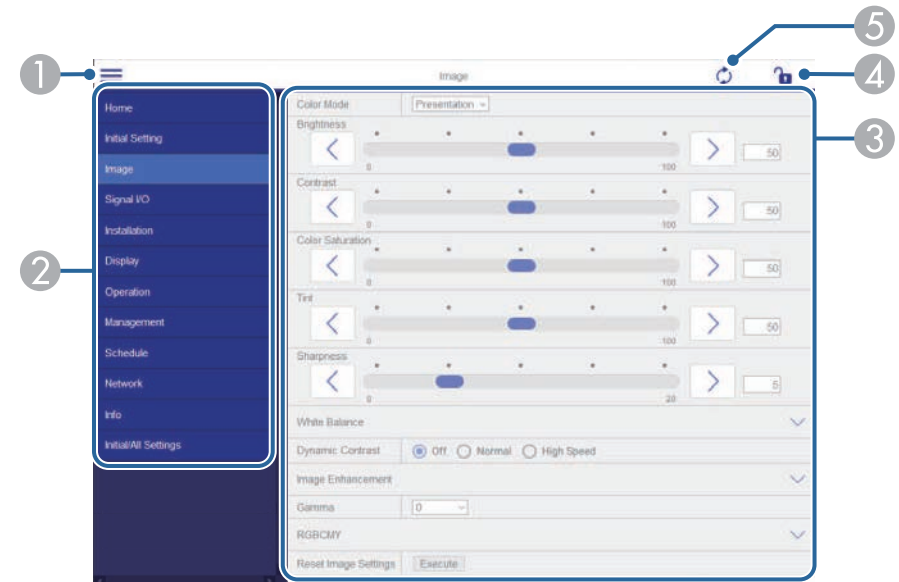 5
1
Image
4
Home
Initial Setting
Image
Signal I/O
Installation
Display
Operation
Management
Schedule
Network
Info
Initial/All Settings
2
Color Mode
Presentation
Brightness
0
100
50
Contrast
0
100
50
Color Saturation
0
100
50
Tint
0
100
50
Sharpness
0
20
5
White Balance
Dynamic Contrast Off Normal High Speed
Image Enhancement
Gamma 0
RGBCMY
Reset Image Settings Execute
3